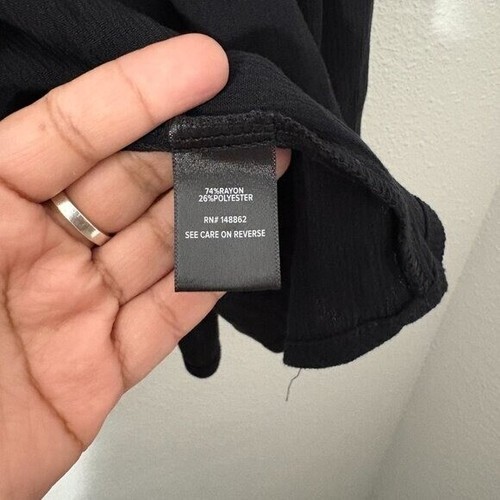 74%RAYON
26%POLYESTER
RN# 148862
SEE CARE ON REVERSE